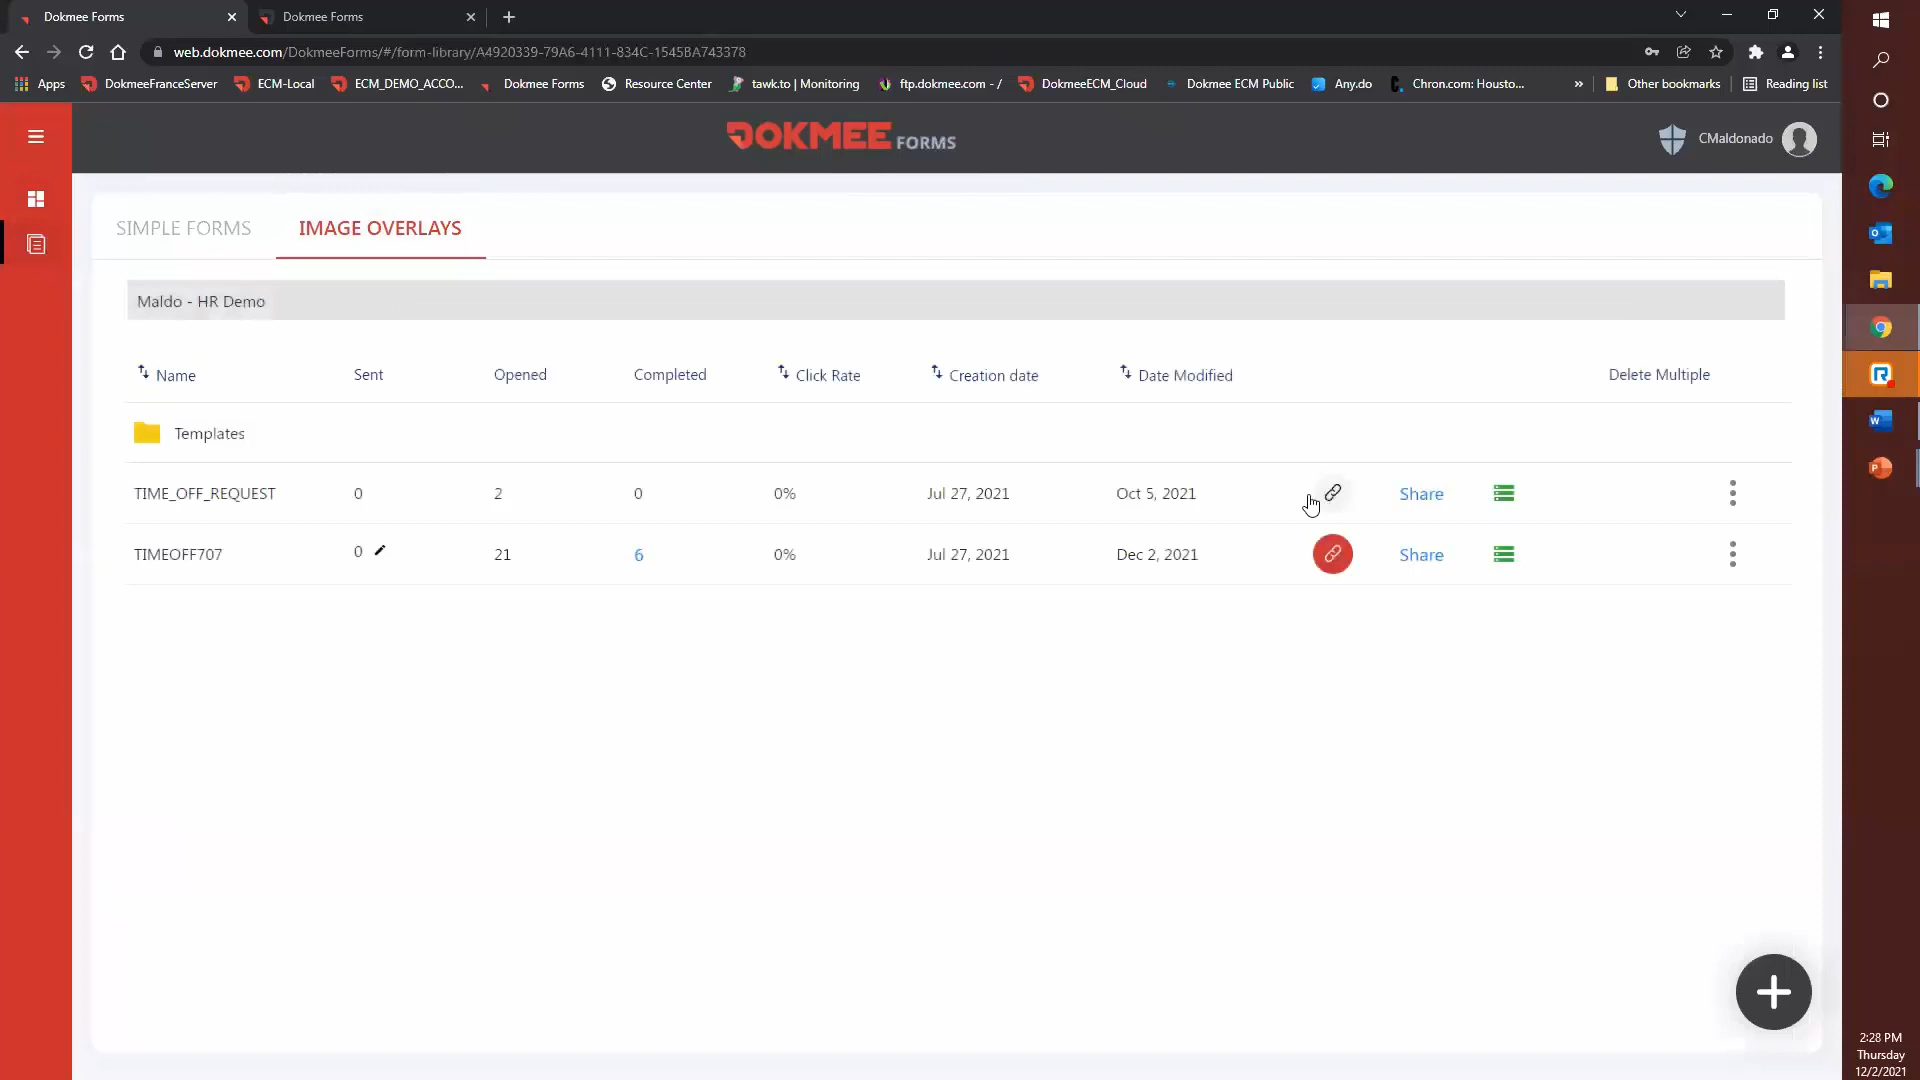 Dokmee Forms
Dokmee Forms
web.dokmee.com/DokmeeForms/#/form-library/A4920339-79A6-4111-834C-1545BA743378
Apps DokmeeFranceServer ECM-Local ECM_DEMO_ACCO... Dokmee Forms Resource Center tawk.to | Monitoring ftp.dokmee.com - / DokmeeECM_Cloud Dokmee ECM Public Any.do Chron.com: Housto... » Other bookmarks Reading list
DOKMEE FORMS
CMaldonado
SIMPLE FORMS IMAGE OVERLAYS
Maldo - HR Demo
Name Sent Opened Completed Click Rate Creation date Date Modified Delete Multiple
Templates
TIME_OFF_REQUEST 0 2 0 0% Jul 27, 2021 Oct 5, 2021 Share
TIMEOFF707 0 21 6 0% Jul 27, 2021 Dec 2, 2021 Share
2:28 PM
Thursday
12/2/2021